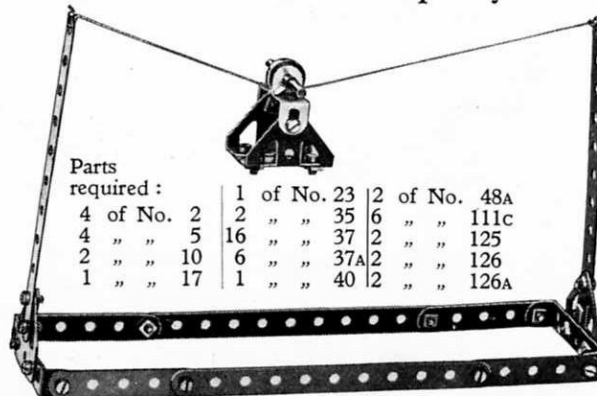 Parts
required :
4 of No. 2
4 „ „ 5
2 „ „ 10
1 „ „ 17
1 of No. 23
2 „ „ 35
16 „ „ 37
6 „ „ 37A
1 „ „ 40
2 of No. 48A
6 „ „ 111C
2 „ „ 125
2 „ „ 126
2 „ „ 126A